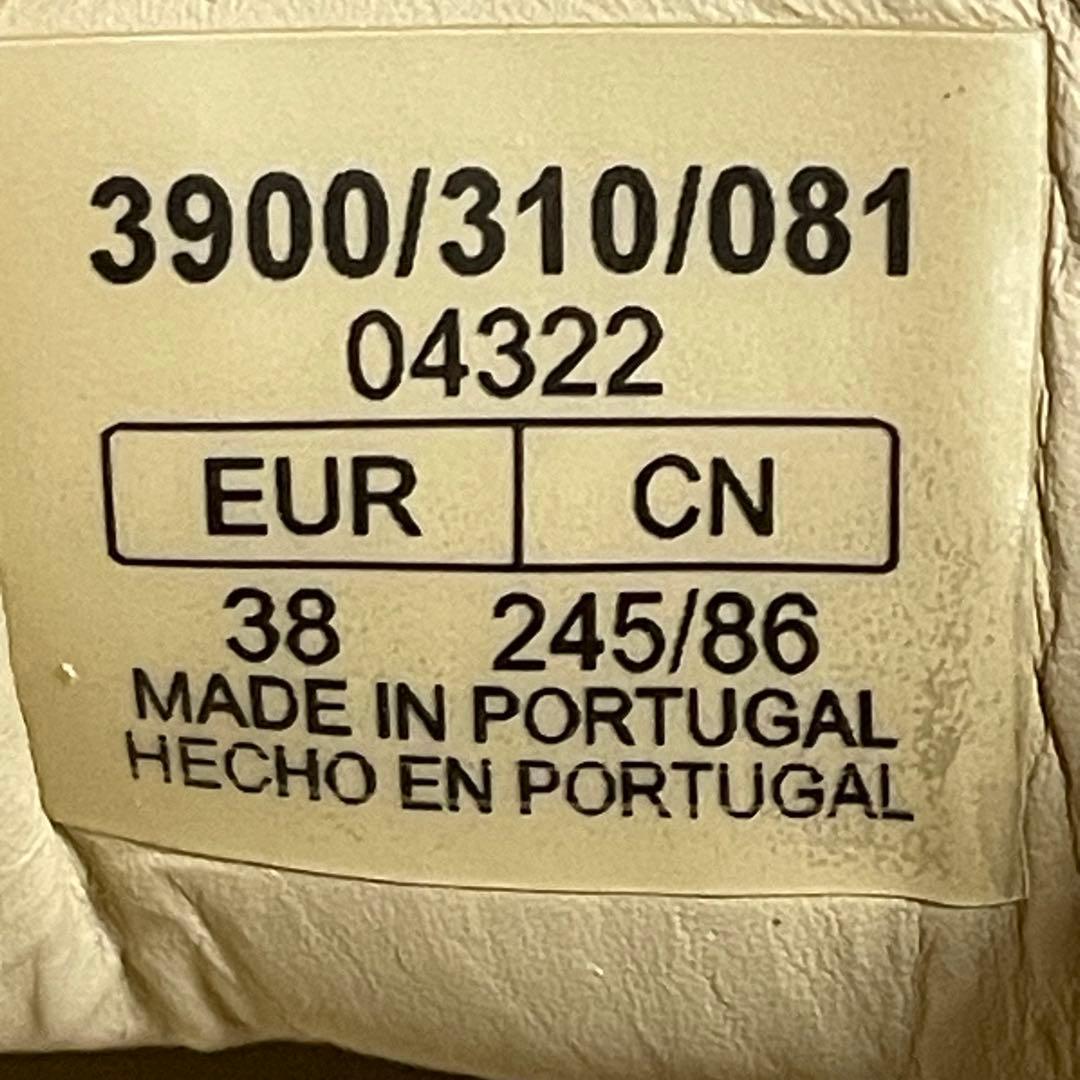 3900/310/081
04322
EUR CN
38 245/86
MADE IN PORTUGAL
HECHO EN PORTUGAL